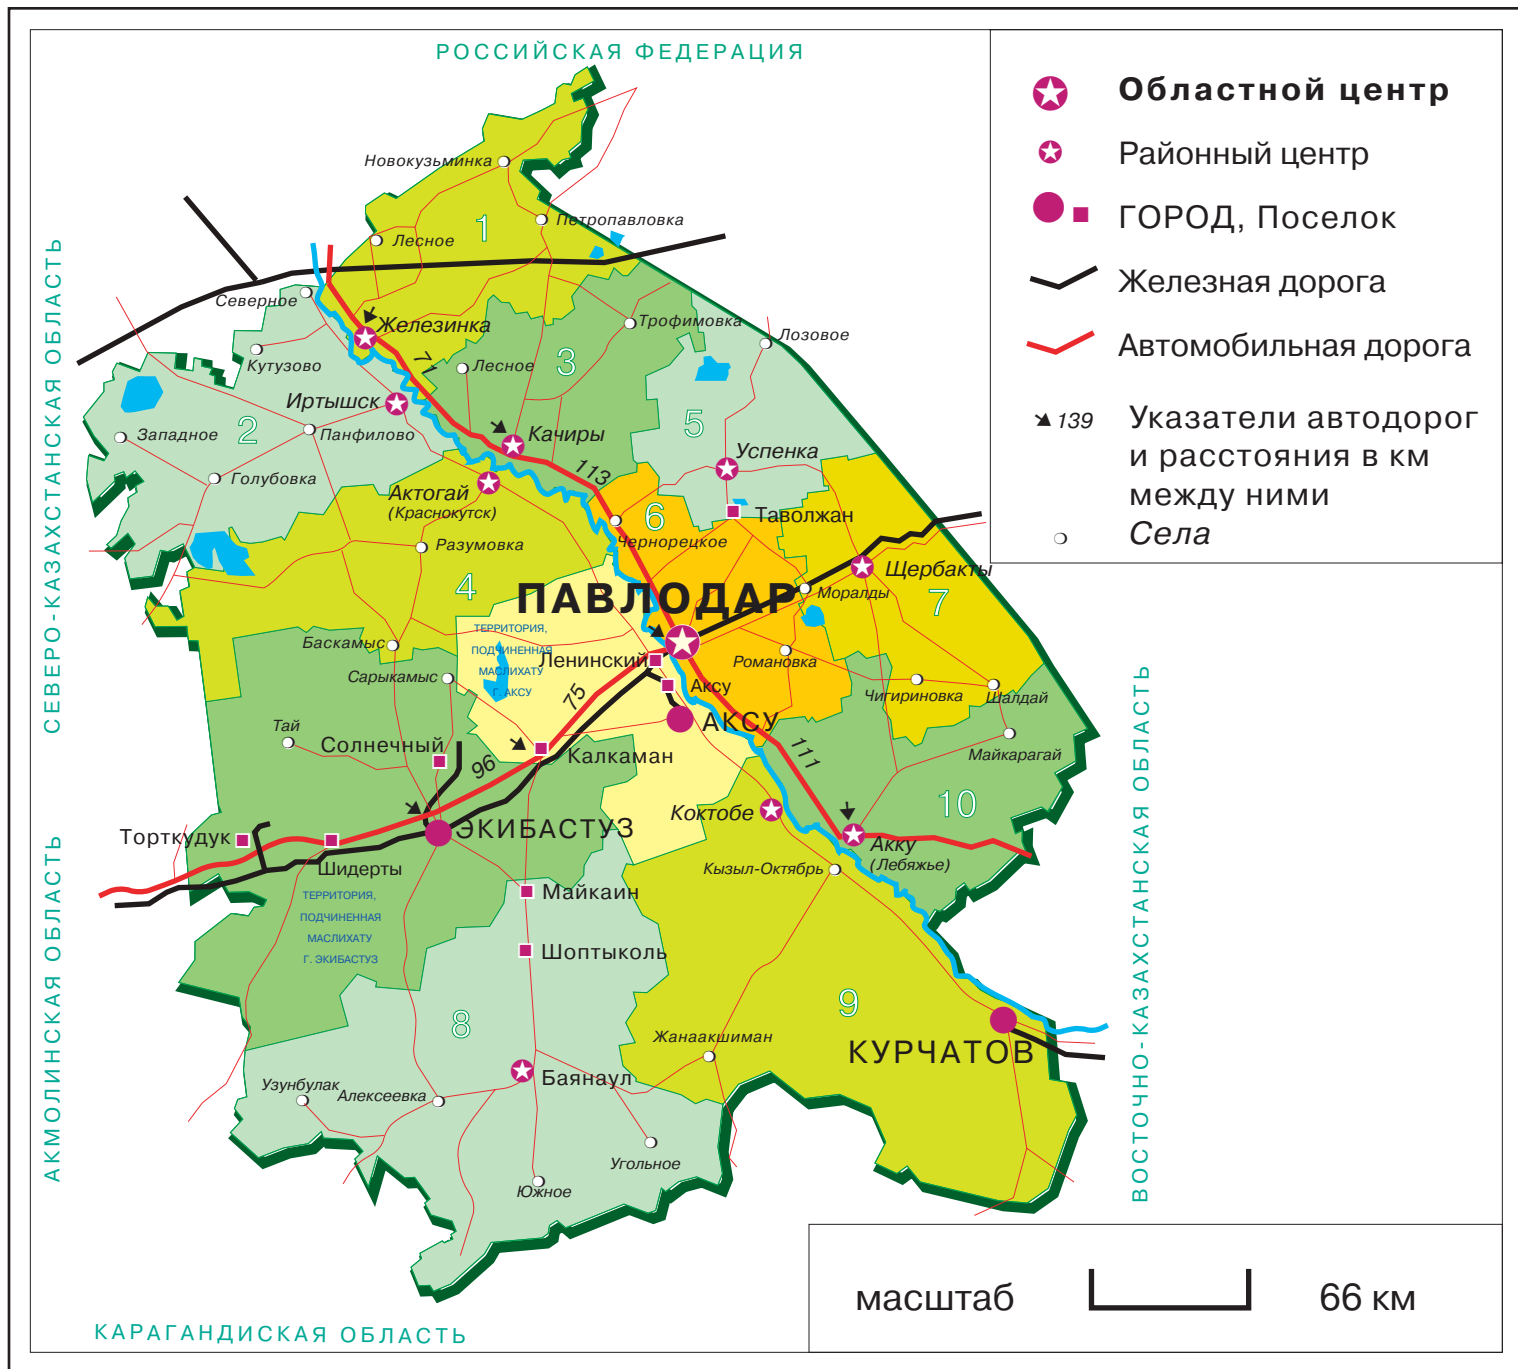 РОССИЙСКАЯ ФЕДЕРАЦИЯ
Областной центр
Районный центр
ГОРОД, Поселок
Железная дорога
Автомобильная дорога
139 Указатели автодорог
и расстояния в км
между ними
Села
СЕВЕРО-КАЗАХСТАНСКАЯ ОБЛАСТЬ
АКМОЛИНСКАЯ ОБЛАСТЬ
ВОСТОЧНО-КАЗАХСТАНСКАЯ ОБЛАСТЬ
КАРАГАНДИСКАЯ ОБЛАСТЬ
Новокузьминка
1
Петропавловка
Лесное
Северное
Железинка
Трофимовка
Лозовое
Кутузово
71
Лесное
3
Иртышск
Западное
2
Панфилово
Качиры
5
Успенка
Голубовка
113
Актогай
(Краснокутск)
6
Таволжан
Разумовка
Чернорецкое
Щербакты
4
ПАВЛОДАР
Моралды
7
ТЕРРИТОРИЯ,
ПОДЧИНЕННАЯ
МАСЛИХАТУ
Г. АКСУ
Баскамыс
Ленинский
Романовка
Сарыкамыс
Аксу
Чигириновка
Шалдай
75
АКСУ
Тай
Солнечный
Калкаман
111
Майкарагай
96
Коктобе
10
Торткудук
ЭКИБАСТУЗ
Акку
(Лебяжье)
Шидерты
Кызыл-Октябрь
ТЕРРИТОРИЯ,
ПОДЧИНЕННАЯ
МАСЛИХАТУ
Г. ЭКИБАСТУЗ
Майкаин
Шоптыколь
8
9
Жанаакшиман
КУРЧАТОВ
Баянаул
Узунбулак
Алексеевка
Угольное
Южное
масштаб 66 км